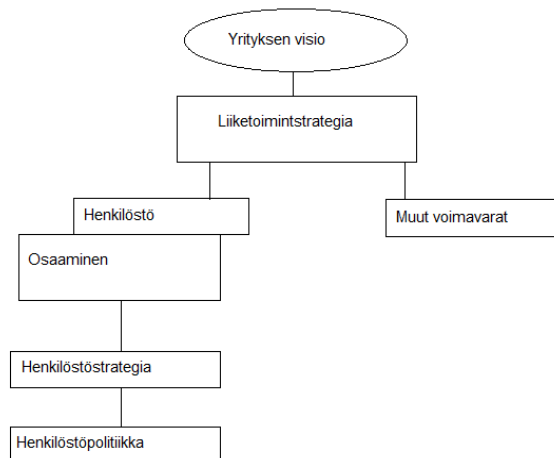 Yrityksen visio
Liiketoimintstrategia
Henkilöstö
Muut voimavarat
Osaaminen
Henkilöstöstrategia
Henkilöstöpolitiikka